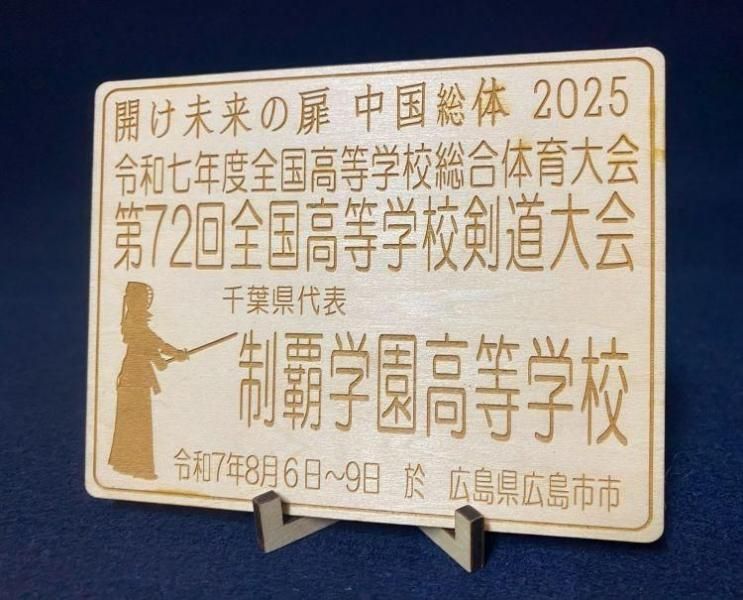 開け未来の扉 中国総体 2025
令和七年度全国高等学校総合体育大会
第72回全国高等学校剣道大会
千葉県代表
制覇学園高等学校
令和7年8月6日〜9日 於 広島県広島市市